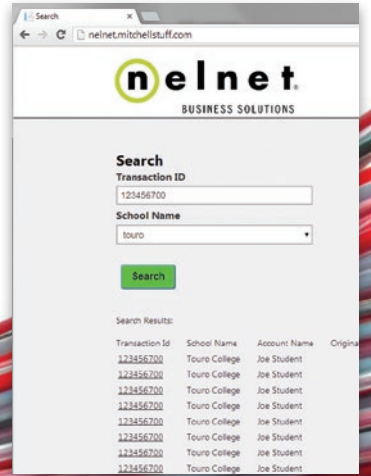 Search
nelnet.mitchellstuff.com
nelnet.
BUSINESS SOLUTIONS
Search
Transaction ID
123456700
School Name
touro
Search
Search Results:
Transaction Id School Name Account Name Origina
123456700 Touro College Joe Student
123456700 Touro College Joe Student
123456700 Touro College Joe Student
123456700 Touro College Joe Student
123456700 Touro College Joe Student
123456700 Touro College Joe Student
123456700 Touro College Joe Student
123456700 Touro College Joe Student